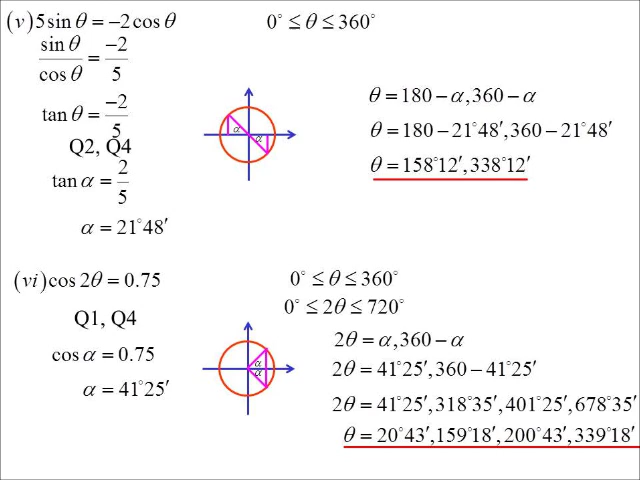 (v) 5 sin θ = −2 cos θ    0° ≤ θ ≤ 360°
sin θ / cos θ = −2 / 5
tan θ = −2 / 5
Q2, Q4
tan α = 2 / 5
α = 21°48′
α
α
θ = 180 − α, 360 − α
θ = 180 − 21°48′, 360 − 21°48′
θ = 158°12′, 338°12′
(vi) cos 2θ = 0.75    0° ≤ θ ≤ 360°
0° ≤ 2θ ≤ 720°
Q1, Q4
cos α = 0.75
α = 41°25′
α
α
2θ = α, 360 − α
2θ = 41°25′, 360 − 41°25′
2θ = 41°25′, 318°35′, 401°25′, 678°35′
θ = 20°43′, 159°18′, 200°43′, 339°18′